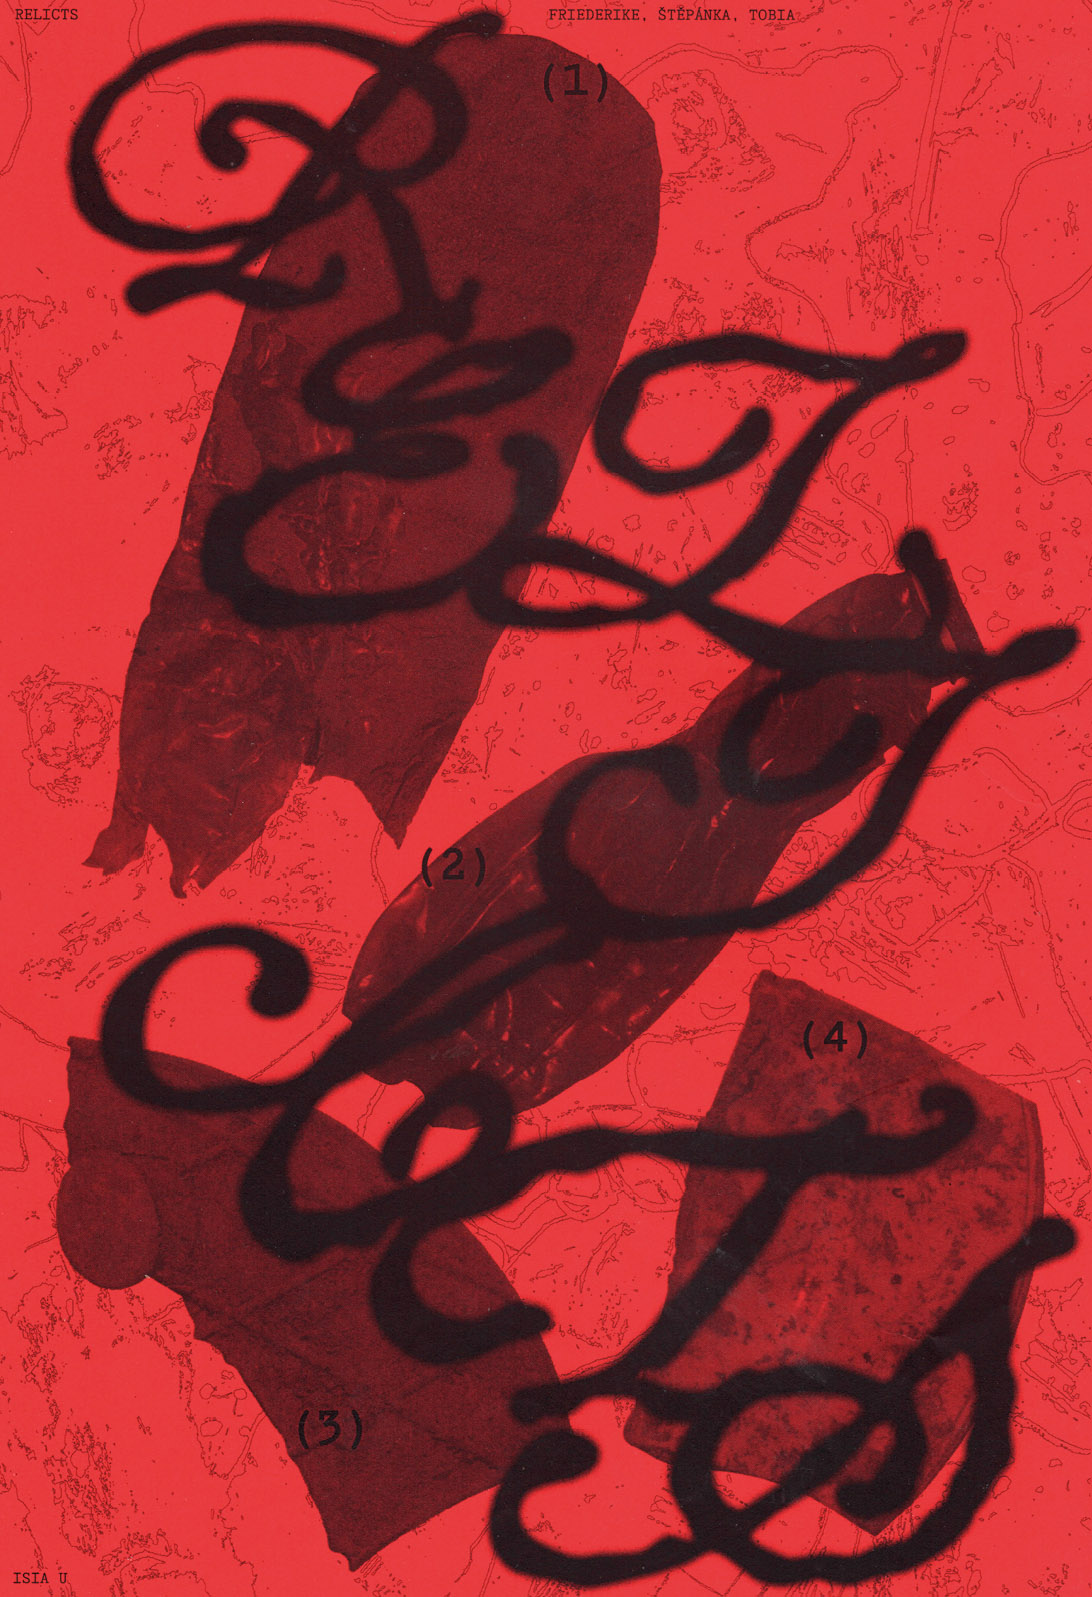 RELICTS
FRIEDERIKE, ŠTĚPÁNKA, TOBIA
(1)
Relicts
(2)
(4)
(3)
ISIA U